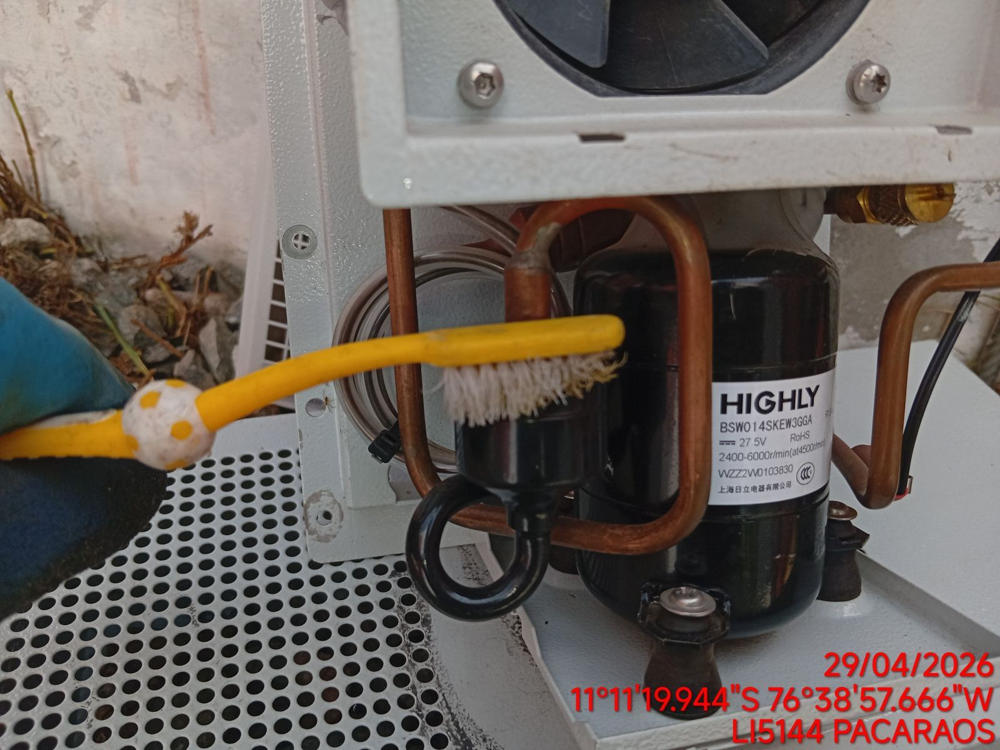 HIGHLY
BSW014SKEW3GGA
27.5V RoHS
2400-6000r/min(at4500r/min)
WZZ2W0103830
上海日立电器有限公司
29/04/2026
11°11'19.944"S 76°38'57.666"W
LI5144 PACARAOS